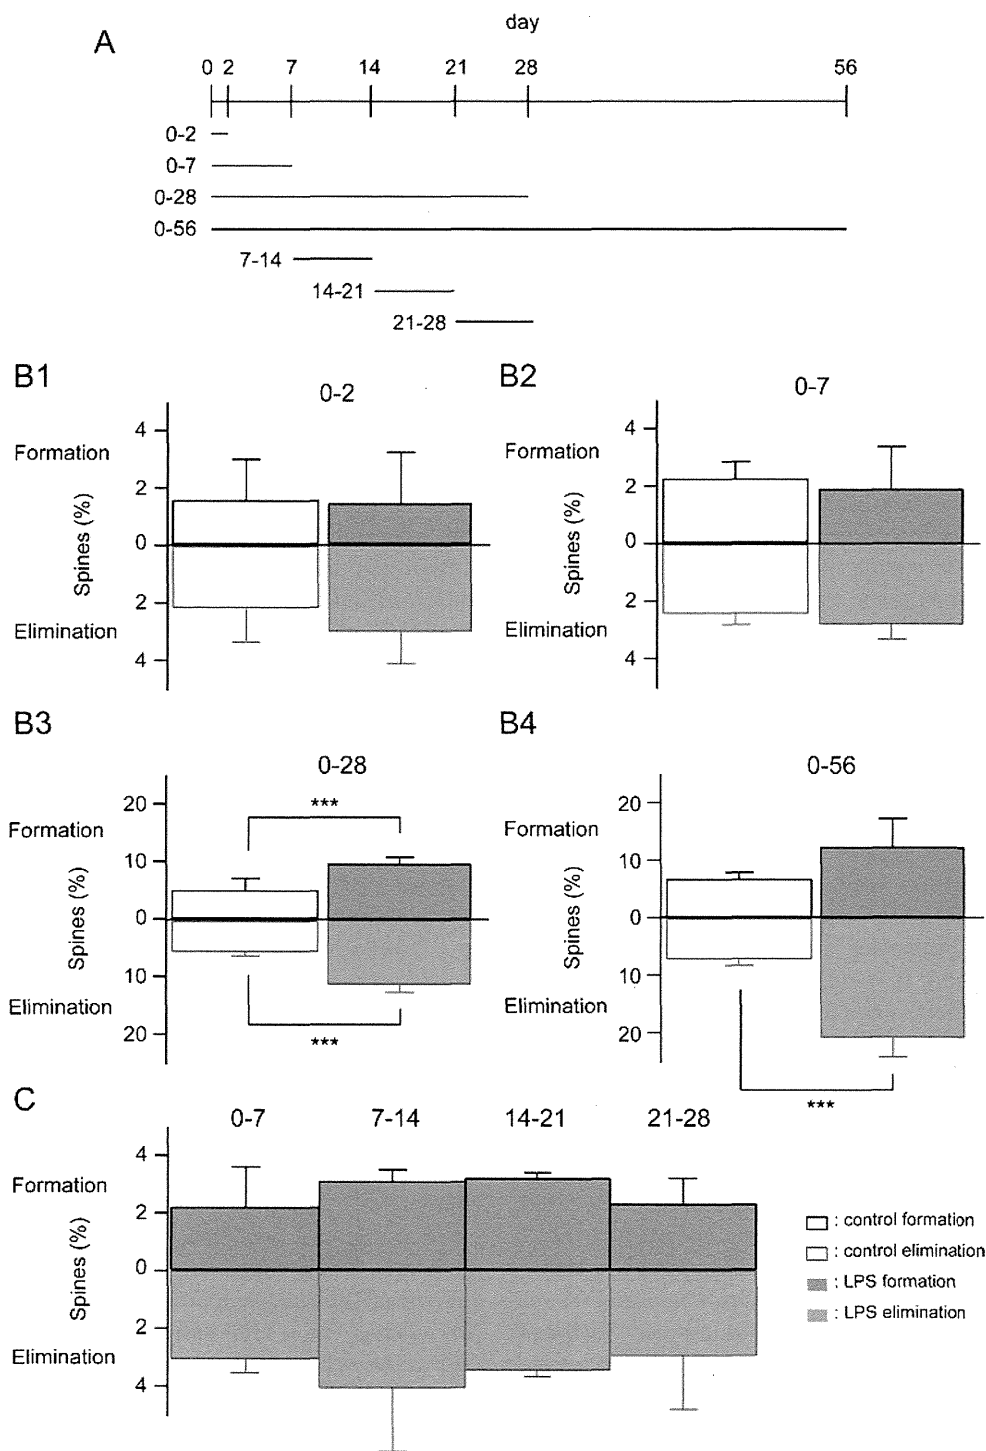 A
day
0 2 7 14 21 28 56
0-2
0-7
0-28
0-56
7-14
14-21
21-28
B1
0-2
Formation
Spines (%)
Elimination
4
2
0
2
4
B2
0-7
Formation
Spines (%)
Elimination
4
2
0
2
4
B3
0-28
Formation
Spines (%)
Elimination
20
10
0
10
20
***
***
B4
0-56
Formation
Spines (%)
Elimination
20
10
0
10
20
***
C
0-7 7-14 14-21 21-28
Formation
Spines (%)
Elimination
4
2
0
2
4
: control formation
: control elimination
: LPS formation
: LPS elimination